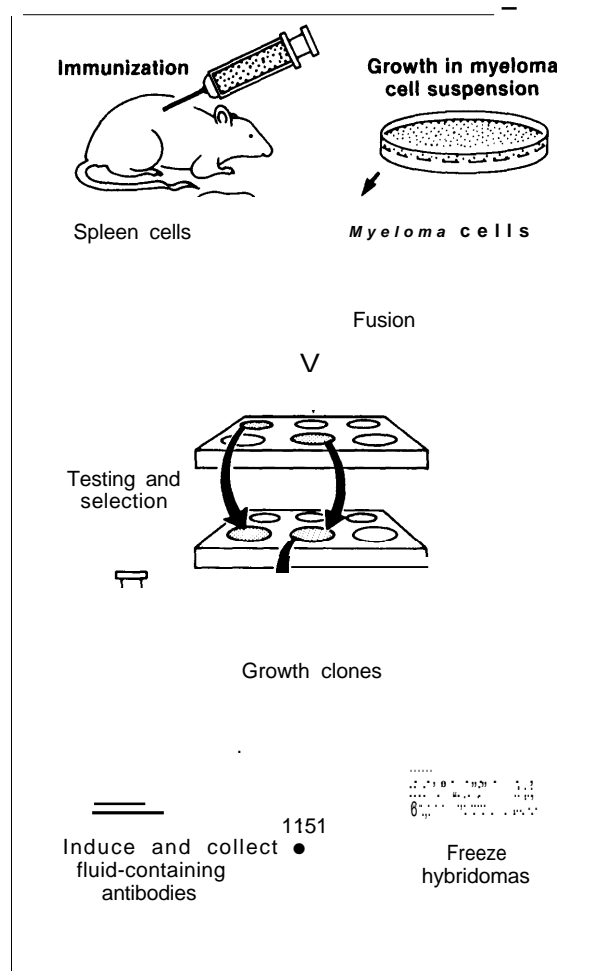 Immunization
Growth in myeloma
cell suspension
Spleen cells
Myeloma cells
Fusion
V
Testing and
selection
Growth clones
1151
Induce and collect ●
fluid-containing
antibodies
Freeze
hybridomas